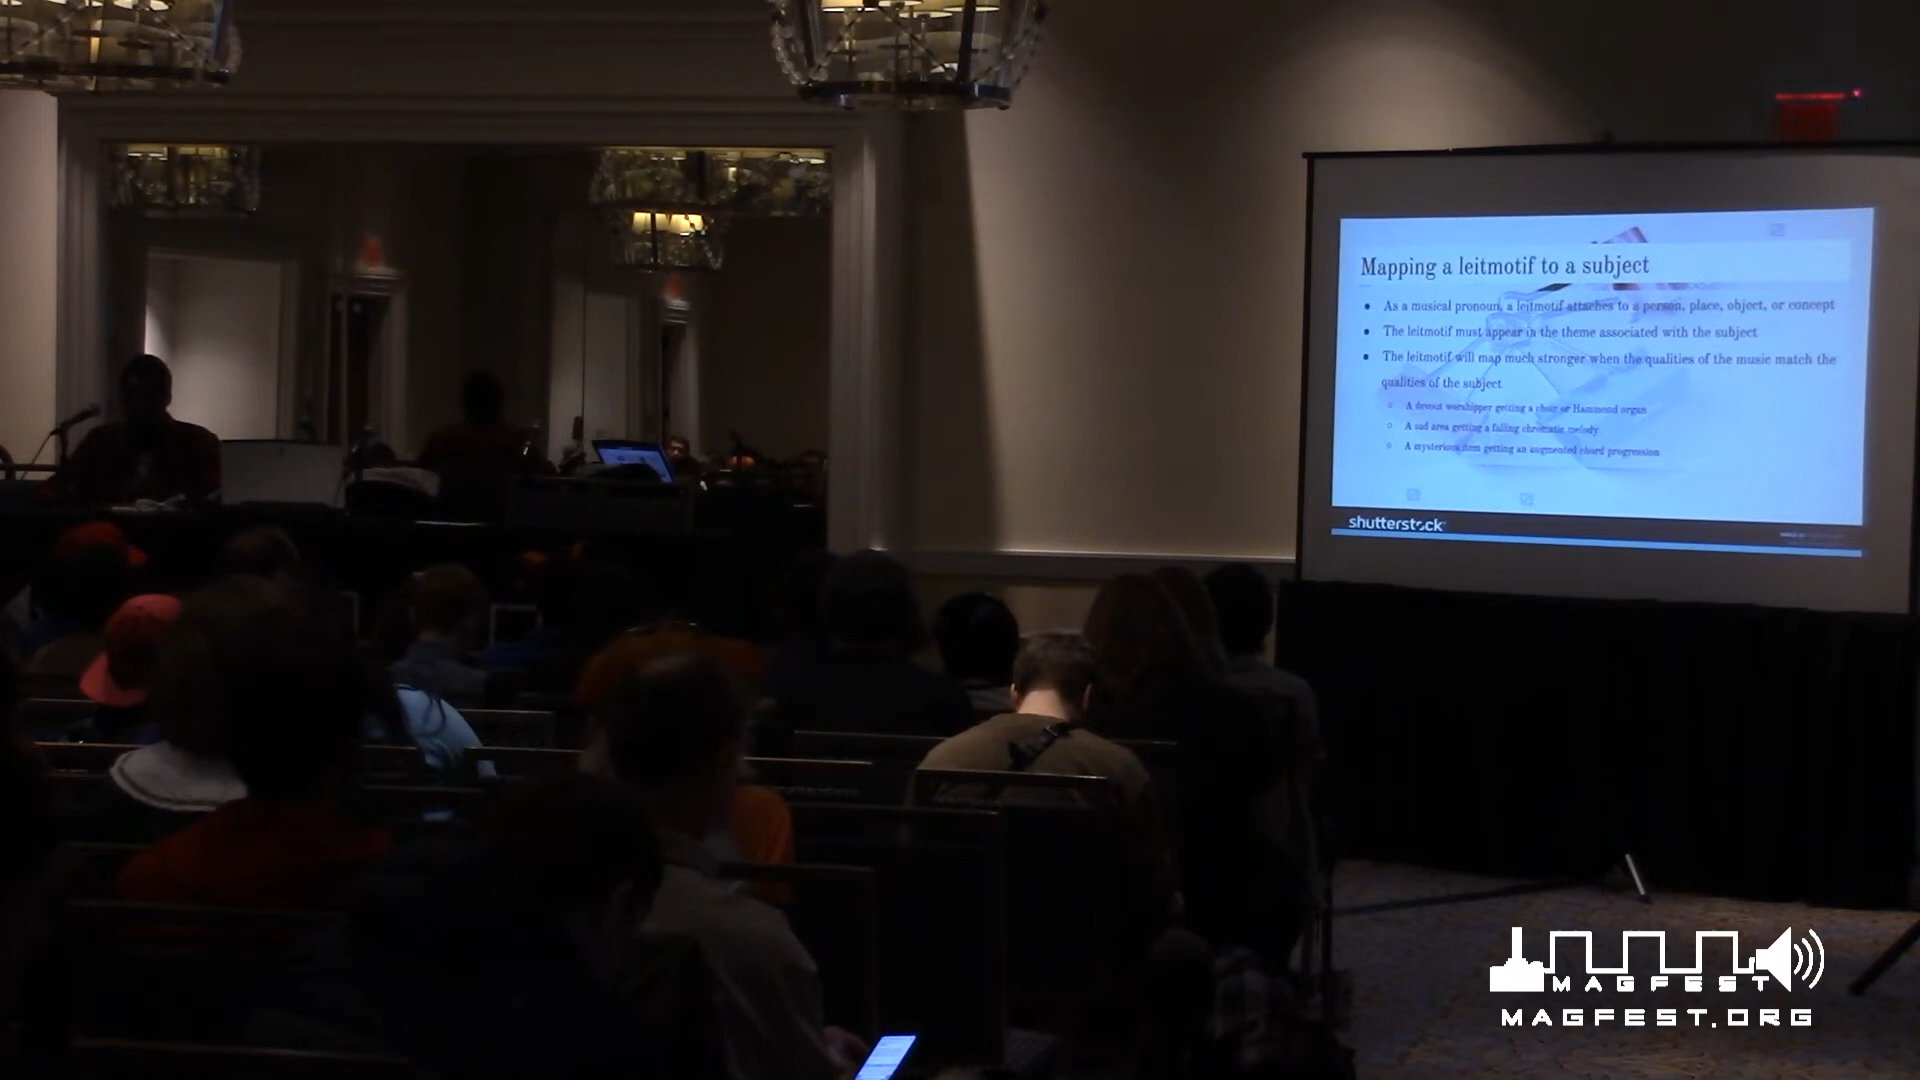 Mapping a leitmotif to a subject
As a musical pronoun, a leitmotif attaches to a person, place, object, or concept
The leitmotif must appear in the theme associated with the subject
The leitmotif will map much stronger when the qualities of the music match the
qualities of the subject
A devout worshipper getting a choir or Hammond organ
A sad area getting a falling chromatic melody
A mysterious item getting an augmented chord progression
shutterstock
MAGFEST
MAGFEST.ORG